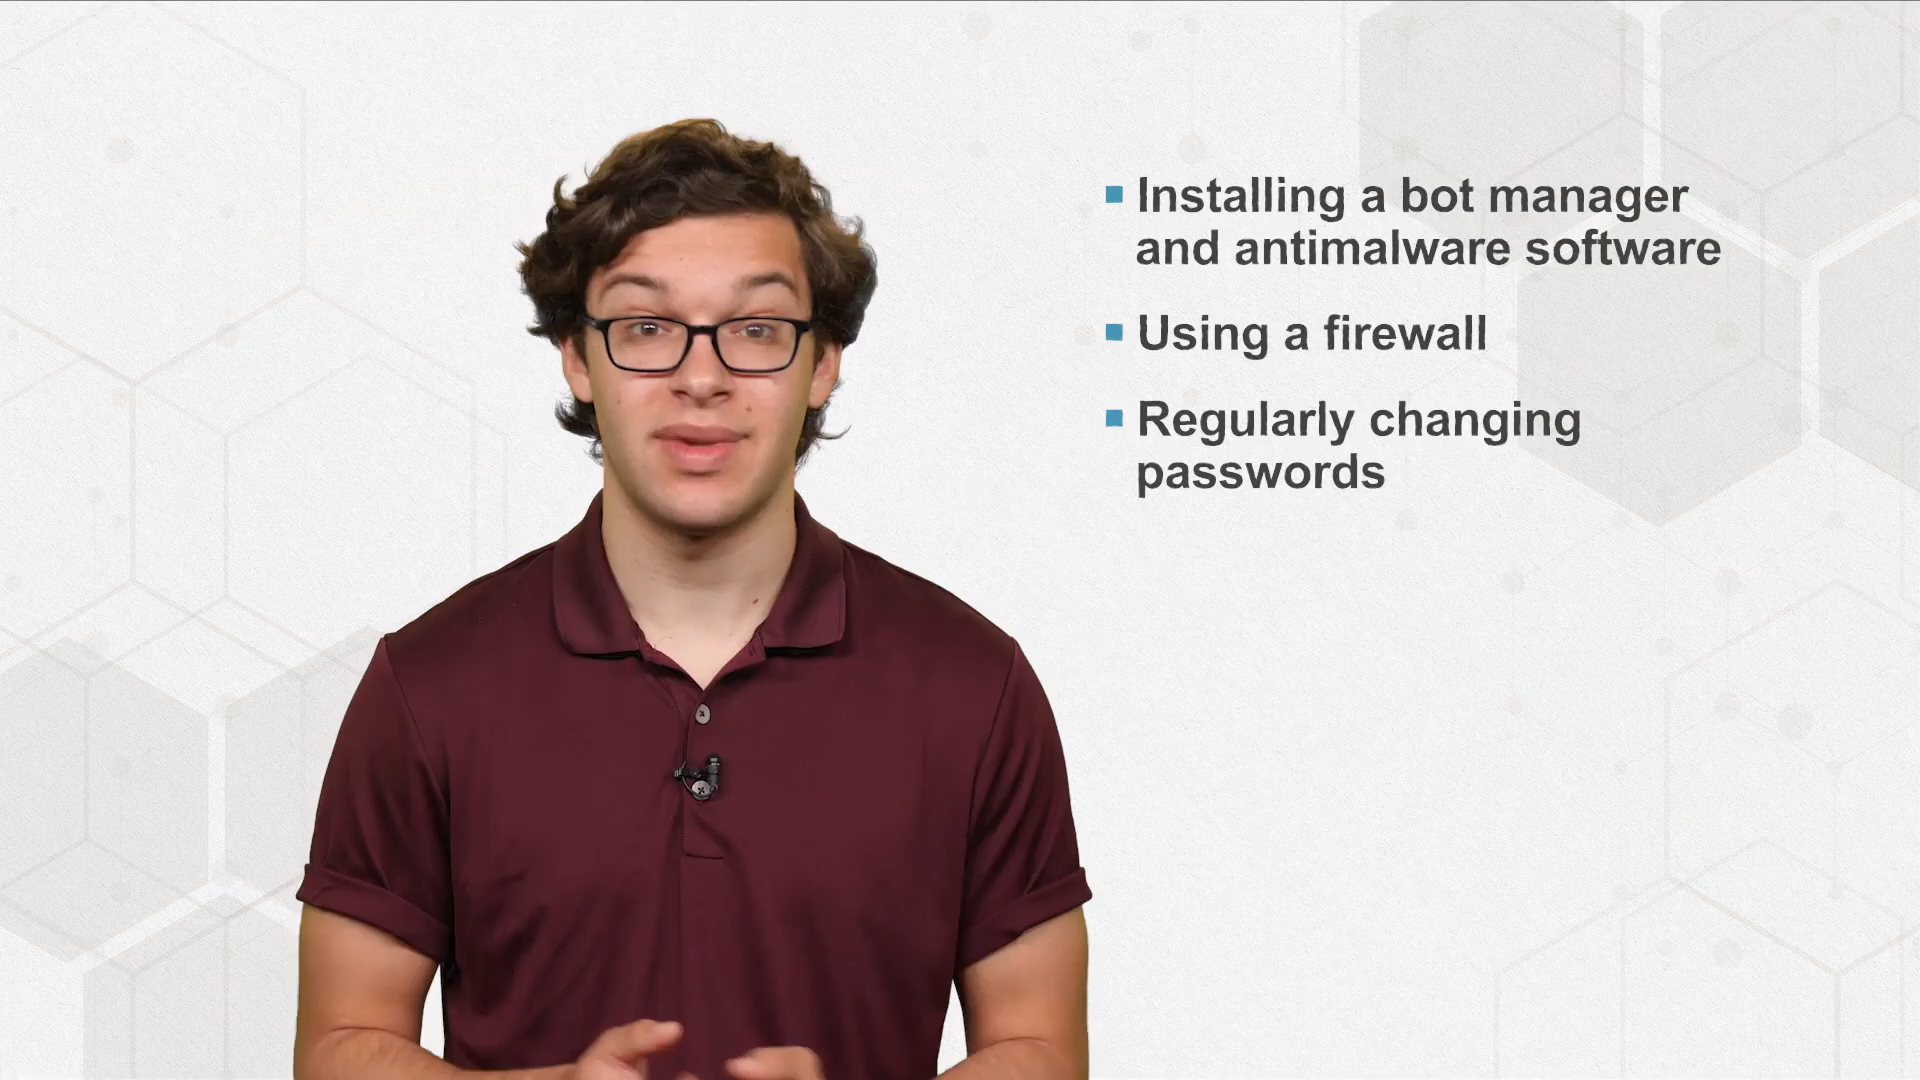 Installing a bot manager
and antimalware software
Using a firewall
Regularly changing
passwords